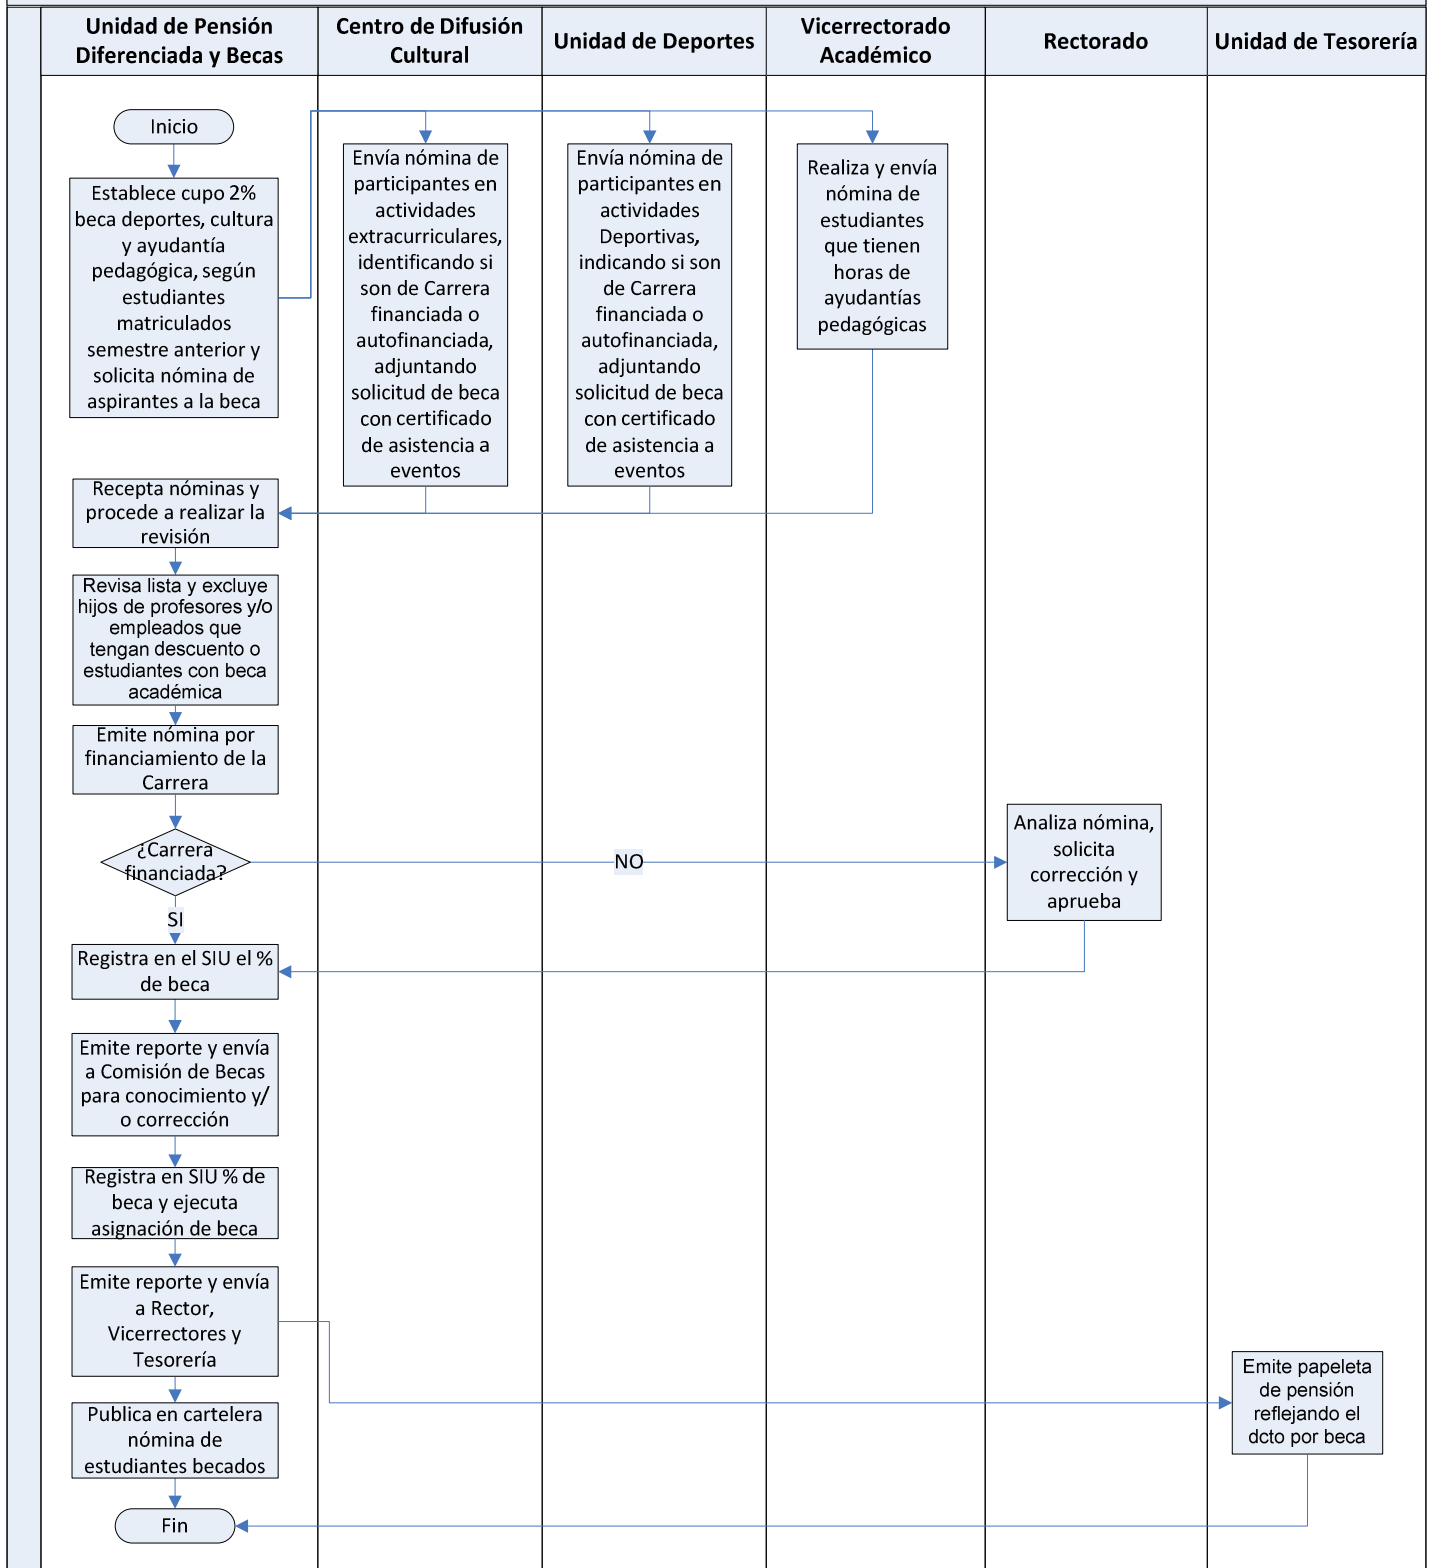 Unidad de Pensión
Diferenciada y Becas
Centro de Difusión
Cultural
Unidad de Deportes
Vicerrectorado
Académico
Rectorado
Unidad de Tesorería
Inicio
Establece cupo 2%
beca deportes, cultura
y ayudantía
pedagógica, según
estudiantes
matriculados
semestre anterior y
solicita nómina de
aspirantes a la beca
Envía nómina de
participantes en
actividades
extracurriculares,
identificando si
son de Carrera
financiada o
autofinanciada,
adjuntando
solicitud de beca
con certificado
de asistencia a
eventos
Envía nómina de
participantes en
actividades
Deportivas,
indicando si son
de Carrera
financiada o
autofinanciada,
adjuntando
solicitud de beca
con certificado
de asistencia a
eventos
Realiza y envía
nómina de
estudiantes
que tienen
horas de
ayudantías
pedagógicas
Recepta nóminas y
procede a realizar la
revisión
Revisa lista y excluye
hijos de profesores y/o
empleados que
tengan descuento o
estudiantes con beca
académica
Emite nómina por
financiamiento de la
Carrera
¿Carrera
financiada?
NO
Analiza nómina,
solicita
corrección y
aprueba
SI
Registra en el SIU el %
de beca
Emite reporte y envía
a Comisión de Becas
para conocimiento y/
o corrección
Registra en SIU % de
beca y ejecuta
asignación de beca
Emite reporte y envía
a Rector,
Vicerrectores y
Tesorería
Emite papeleta
de pensión
reflejando el
dcto por beca
Publica en cartelera
nómina de
estudiantes becados
Fin